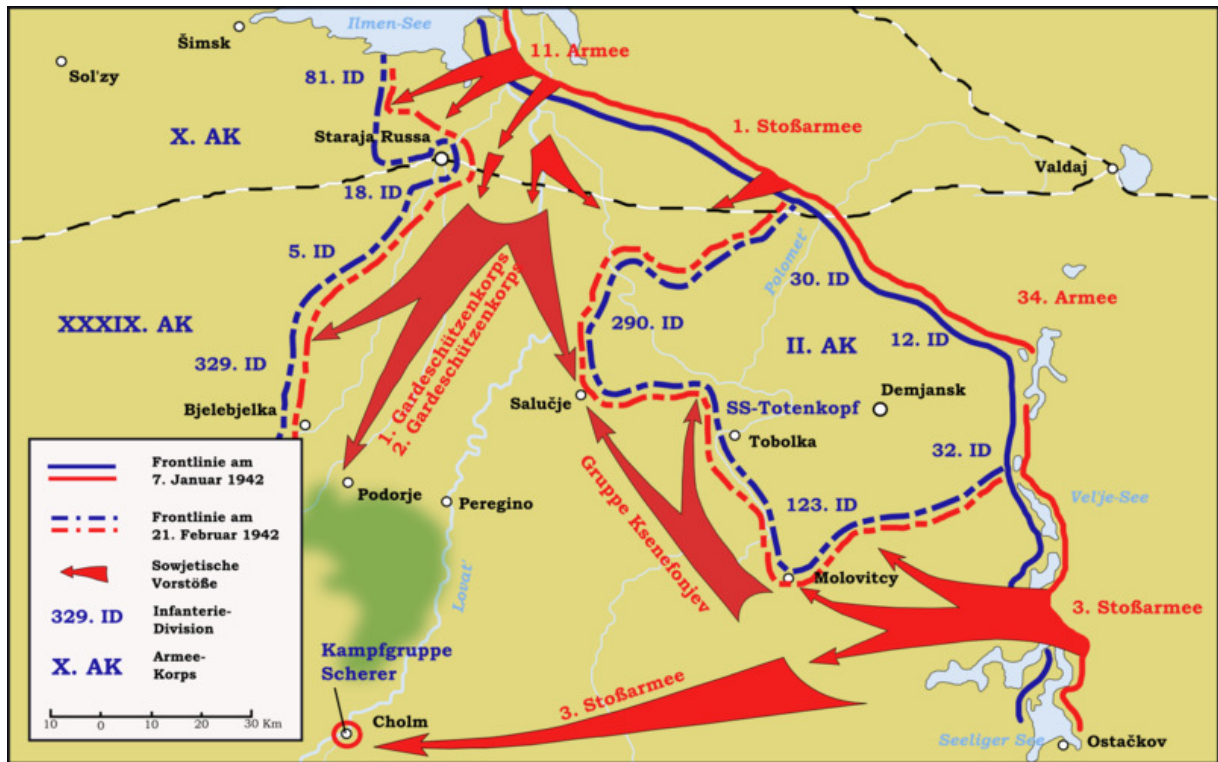 Ilmen-See
Šimsk
Sol'zy
11. Armee
81. ID
X. AK
Staraja Russa
1. Stoßarmee
Valdaj
18. ID
5. ID
XXXIX. AK
329. ID
Bjelebjelka
1. Gardeschützenkorps
2. Gardeschützenkorps
Polomet'
30. ID
290. ID
34. Armee
II. AK
12. ID
Demjansk
Salučje
SS-Totenkopf
Tobolka
32. ID
Gruppe Ksenefonjev
123. ID
Vel'je-See
Podorje
Peregino
Lovat'
Molovitcy
3. Stoßarmee
Kampfgruppe
Scherer
3. Stoßarmee
Cholm
Seeliger See
Ostačkov
Frontlinie am
7. Januar 1942
Frontlinie am
21. Februar 1942
Sowjetische
Vorstöße
329. ID
Infanterie-
Division
X. AK
Armee-
Korps
10 0 10 20 30 Km